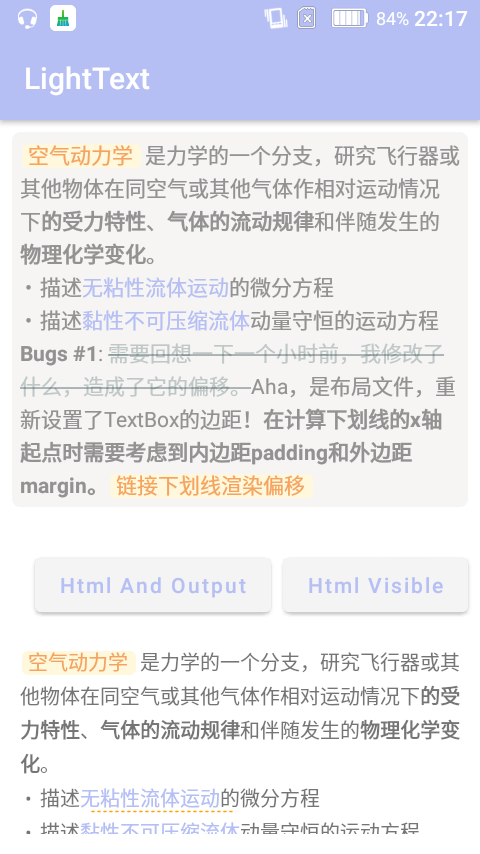 84% 22:17
LightText
空气动力学 是力学的一个分支，研究飞行器或
其他物体在同空气或其他气体作相对运动情况
下的受力特性、气体的流动规律和伴随发生的
物理化学变化。
• 描述无粘性流体运动的微分方程
• 描述黏性不可压缩流体动量守恒的运动方程
Bugs #1: 需要回想一下一个小时前，我修改了
什么，造成了它的偏移。Aha，是布局文件，重
新设置了TextBox的边距！在计算下划线的x轴
起点时需要考虑到内边距padding和外边距
margin。 链接下划线渲染偏移
Html And Output Html Visible
空气动力学 是力学的一个分支，研究飞行器或其
他物体在同空气或其他气体作相对运动情况下的受
力特性、气体的流动规律和伴随发生的物理化学变
化。
• 描述无粘性流体运动的微分方程
• 描述黏性不可压缩流体动量守恒的运动方程